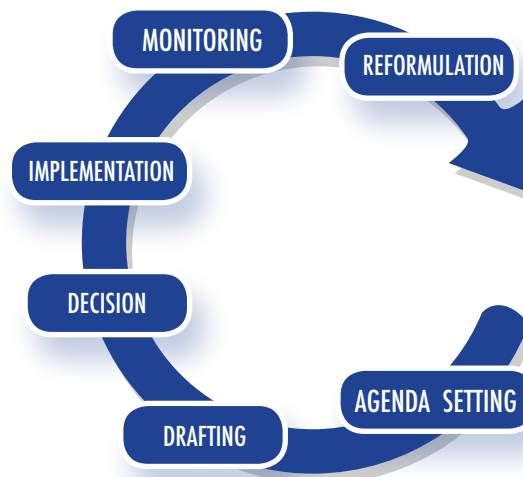 MONITORING
REFORMULATION
IMPLEMENTATION
DECISION
AGENDA SETTING
DRAFTING